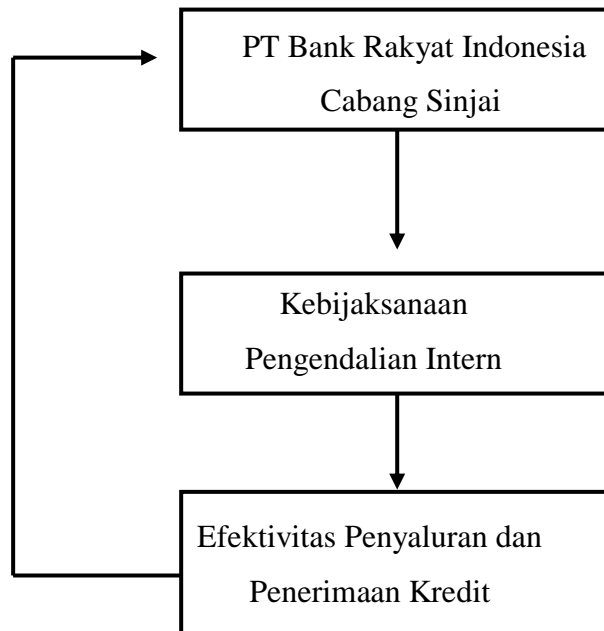 PT Bank Rakyat Indonesia
Cabang Sinjai
Kebijaksanaan
Pengendalian Intern
Efektivitas Penyaluran dan
Penerimaan Kredit